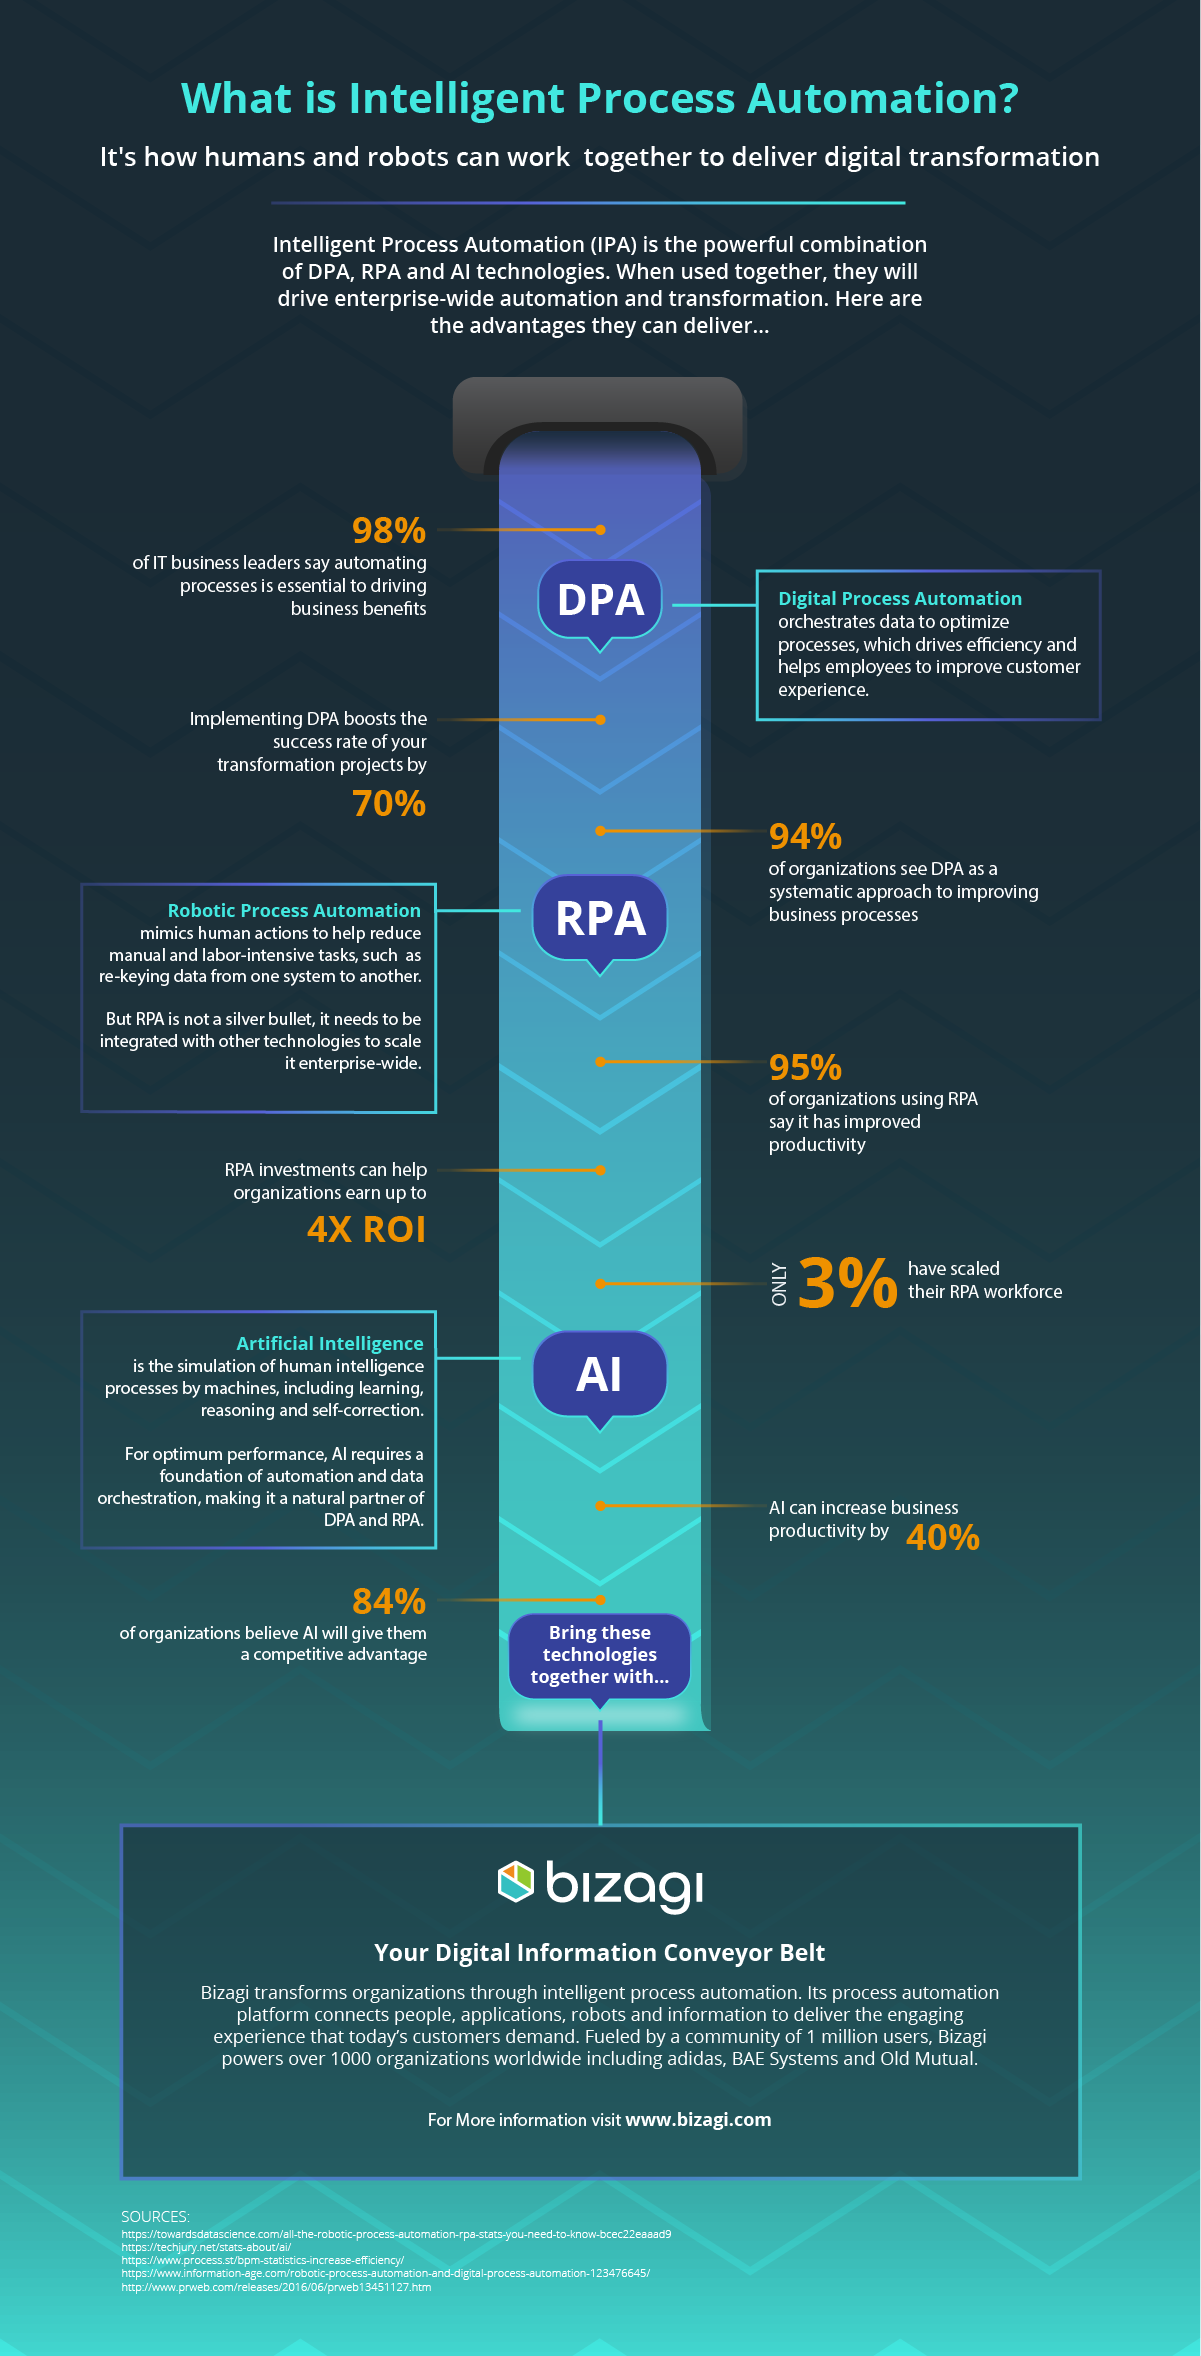 What is Intelligent Process Automation?
It's how humans and robots can work together to deliver digital transformation
Intelligent Process Automation (IPA) is the powerful combination
of DPA, RPA and AI technologies. When used together, they will
drive enterprise-wide automation and transformation. Here are
the advantages they can deliver...
98%
of IT business leaders say automating
processes is essential to driving
business benefits
DPA
Digital Process Automation
orchestrates data to optimize
processes, which drives efficiency and
helps employees to improve customer
experience.
Implementing DPA boosts the
success rate of your
transformation projects by
70%
94%
of organizations see DPA as a
systematic approach to improving
business processes
RPA
Robotic Process Automation
mimics human actions to help reduce
manual and labor-intensive tasks, such as
re-keying data from one system to another.
But RPA is not a silver bullet, it needs to be
integrated with other technologies to scale
it enterprise-wide.
95%
of organizations using RPA
say it has improved
productivity
RPA investments can help
organizations earn up to
4X ROI
ONLY 3% have scaled
their RPA workforce
AI
Artificial Intelligence
is the simulation of human intelligence
processes by machines, including learning,
reasoning and self-correction.
For optimum performance, AI requires a
foundation of automation and data
orchestration, making it a natural partner of
DPA and RPA.
AI can increase business
productivity by 40%
84%
of organizations believe AI will give them
a competitive advantage
Bring these
technologies
together with...
bizagi
Your Digital Information Conveyor Belt
Bizagi transforms organizations through intelligent process automation. Its process automation
platform connects people, applications, robots and information to deliver the engaging
experience that today's customers demand. Fueled by a community of 1 million users, Bizagi
powers over 1000 organizations worldwide including adidas, BAE Systems and Old Mutual.
For More information visit www.bizagi.com
SOURCES:
https://towardsdatascience.com/all-the-robotic-process-automation-rpa-stats-you-need-to-know-bcec22eaaad9
https://techjury.net/stats-about/ai/
https://www.process.st/bpm-statistics-increase-efficiency/
https://www.information-age.com/robotic-process-automation-and-digital-process-automation-123476645/
http://www.prweb.com/releases/2016/06/prweb13451127.htm